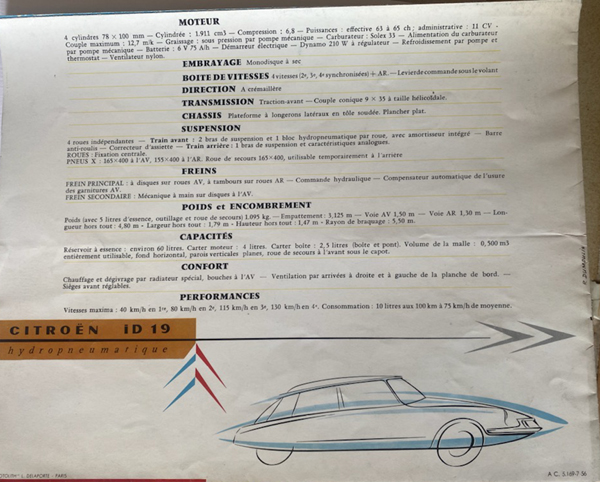 MOTEUR
4 cylindres 78 × 100 mm — Cylindrée : 1.911 cm3 — Compression : 6,8 — Puissances : effective 63 à 65 ch ; administrative : 11 CV -
Couple maximum : 12,7 m/k — Graissage : sous pression par pompe mécanique — Carburateur : Solex 35 — Alimentation du carburateur
par pompe mécanique — Batterie : 6 V 75 A/h — Démarreur électrique — Dynamo 210 W à régulateur — Refroidissement par pompe et
thermostat — Ventilateur nylon.
EMBRAYAGE Monodisque à sec
BOITE DE VITESSES 4 vitesses (2e, 3e, 4e synchronisées) + AR. — Levier de commande sous le volant
DIRECTION A crémaillère
TRANSMISSION Traction-avant — Couple conique 9 × 35 à taille hélicoïdale.
CHASSIS Plateforme à longerons latéraux en tôle soudée. Plancher plat.
SUSPENSION
4 roues indépendantes — Train avant : 2 bras de suspension et 1 bloc hydropneumatique par roue, avec amortisseur intégré — Barre
anti-roulis — Correcteur d'assiette — Train arrière : 1 bras de suspension et caractéristiques analogues.
ROUES : Fixation centrale.
PNEUS X : 165×400 à l'AV, 155×400 à l'AR. Roue de secours 165×400, utilisable temporairement à l'arrière
FREINS
FREIN PRINCIPAL : à disques sur roues AV, à tambours sur roues AR — Commande hydraulique — Compensateur automatique de l'usure
des garnitures AV.
FREIN SECONDAIRE : Mécanique à main sur disques à l'AV.
POIDS et ENCOMBREMENT
Poids (avec 5 litres d'essence, outillage et roue de secours) 1.095 kg. — Empattement : 3,125 m — Voie AV 1,50 m — Voie AR 1,30 m — Lon-
gueur hors tout : 4,80 m - Largeur hors tout : 1,79 m - Hauteur hors tout : 1,47 m - Rayon de braquage : 5,50 m.
CAPACITÉS
Réservoir à essence : environ 60 litres. Carter moteur : 4 litres. Carter boîte : 2,5 litres (boîte et pont). Volume de la malle : 0,500 m3
entièrement utilisable, fond horizontal, parois verticales planes, roue de secours à l'avant sous le capot.
CONFORT
Chauffage et dégivrage par radiateur spécial, bouches à l'AV — Ventilation par arrivées à droite et à gauche de la planche de bord. —
Sièges avant réglables.
PERFORMANCES
Vitesses maxima : 40 km/h en 1re, 80 km/h en 2e, 115 km/h en 3e, 130 km/h en 4e. Consommation : 10 litres aux 100 km à 75 km/h de moyenne.
CITROËN iD 19
hydropneumatique
L. DELAPORTE - PARIS
A C. 3.169-7-56